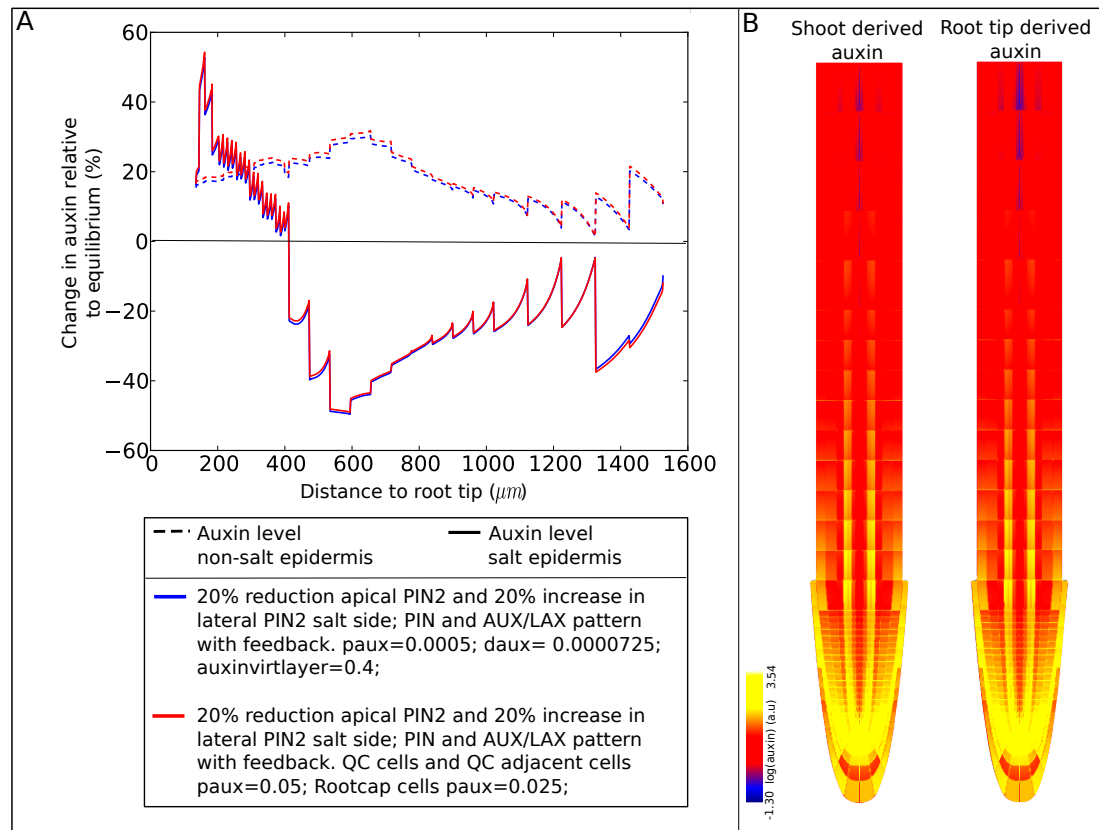 A
60
40
20
0
−20
−40
−60
Change in auxin relative
to equilibrium (%)
0
200
400
600
800
1000
1200
1400
1600
Distance to root tip (μm)
Auxin level
non-salt epidermis
Auxin level
salt epidermis
20% reduction apical PIN2 and 20% increase in
lateral PIN2 salt side; PIN and AUX/LAX pattern
with feedback. paux=0.0005; daux= 0.0000725;
auxinvirtlayer=0.4;
20% reduction apical PIN2 and 20% increase in
lateral PIN2 salt side; PIN and AUX/LAX pattern
with feedback. QC cells and QC adjacent cells
paux=0.05; Rootcap cells paux=0.025;
B
Shoot derived
auxin
Root tip derived
auxin
-1.30 log(auxin) (a.u) 3.54